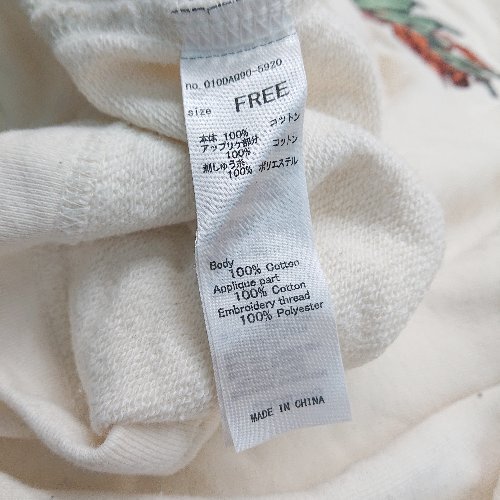 no. 010DAQ90-5920
size FREE
本体 100% コットン
アップリケ部分
100% コットン
刺しゅう糸
100% ポリエステル
Body
100% Cotton
Applique part
100% Cotton
Embroidery thread
100% Polyester
MADE IN CHINA